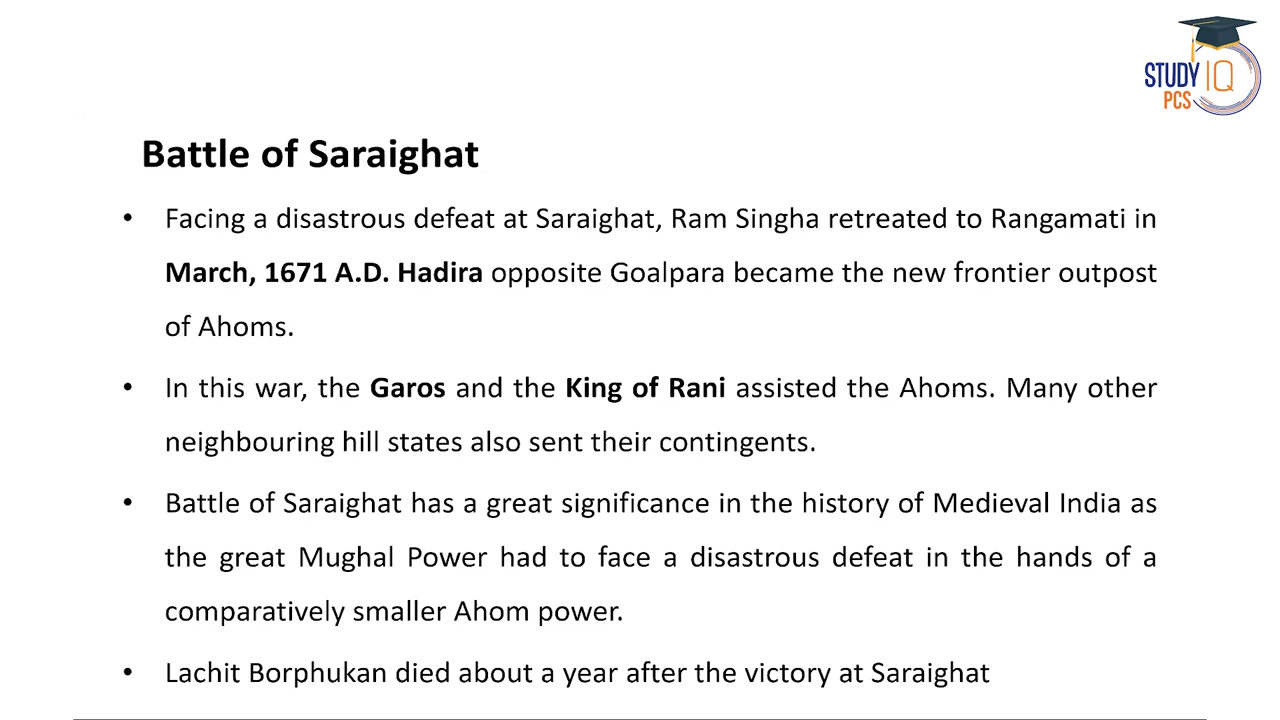 STUDY IQ
PCS
Battle of Saraighat
• Facing a disastrous defeat at Saraighat, Ram Singha retreated to Rangamati in
March, 1671 A.D. Hadira opposite Goalpara became the new frontier outpost
of Ahoms.
• In this war, the Garos and the King of Rani assisted the Ahoms. Many other
neighbouring hill states also sent their contingents.
• Battle of Saraighat has a great significance in the history of Medieval India as
the great Mughal Power had to face a disastrous defeat in the hands of a
comparatively smaller Ahom power.
• Lachit Borphukan died about a year after the victory at Saraighat